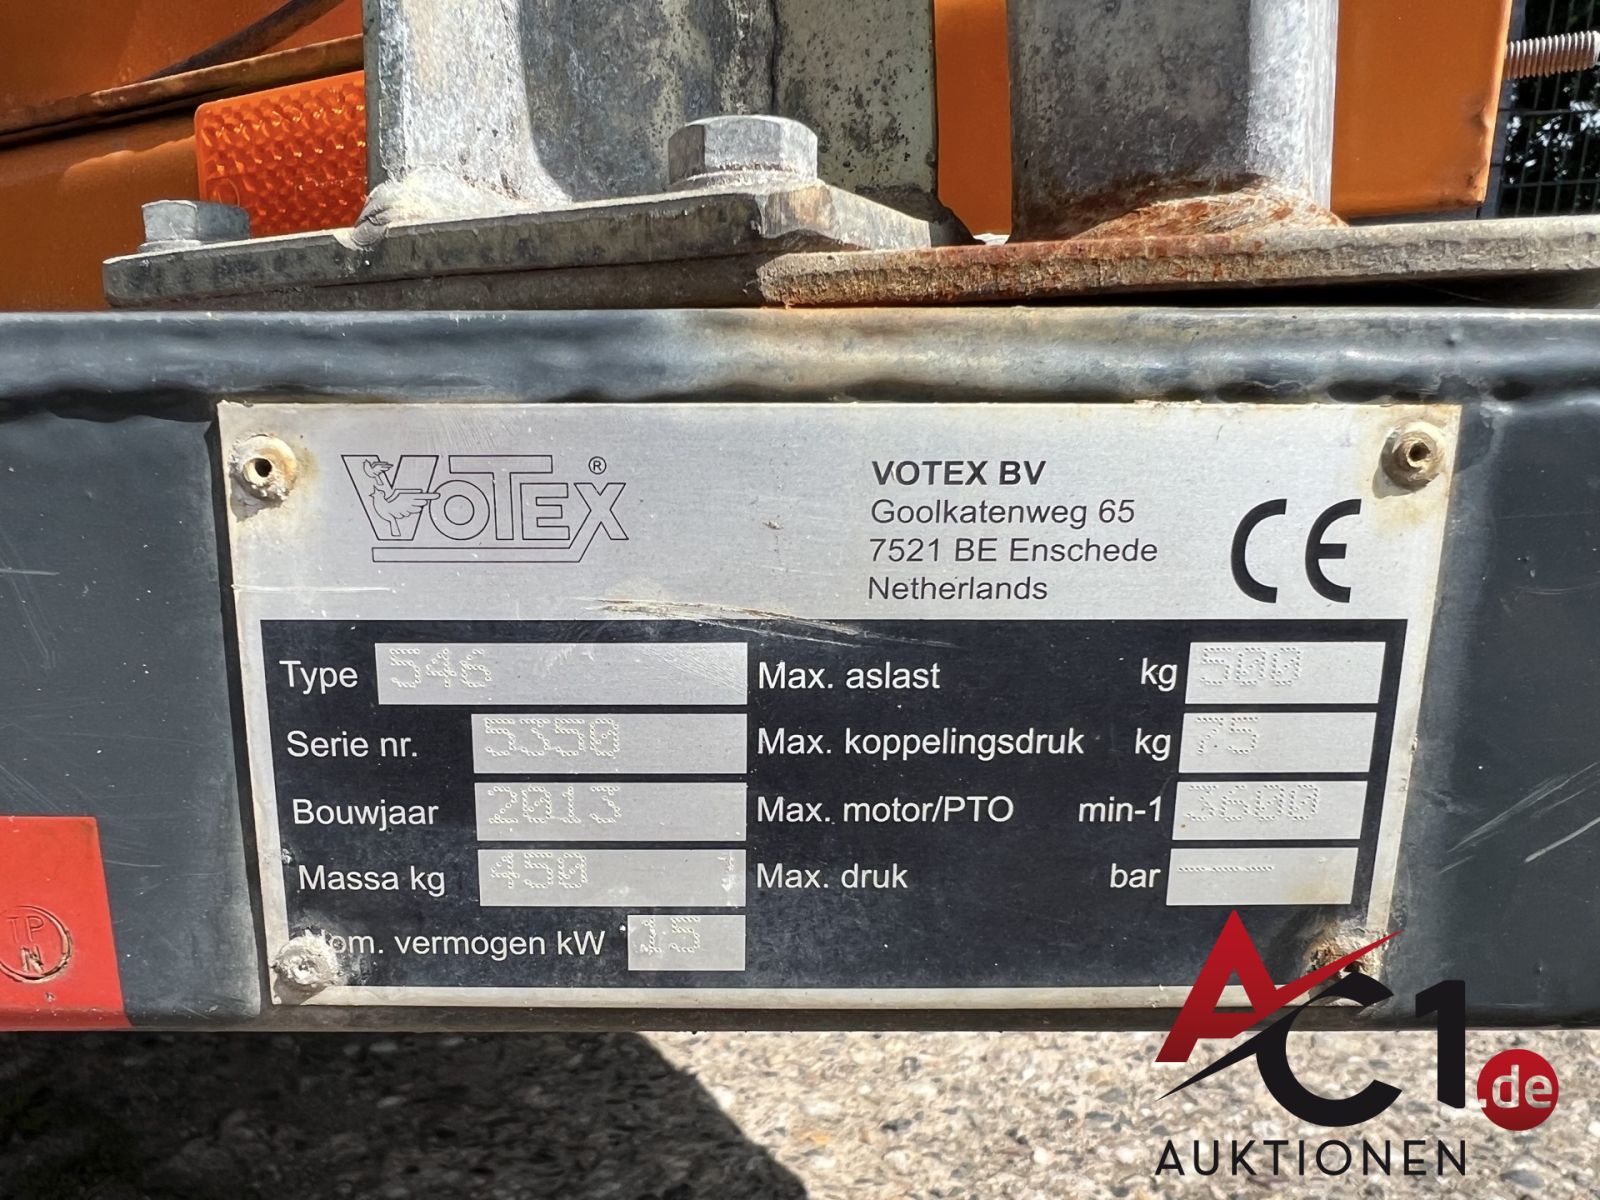 VOTEX ®
VOTEX BV
Goolkatenweg 65
7521 BE Enschede
Netherlands
CE
Type 546
Serie nr. 5350
Bouwjaar 2013
Massa kg 450
Nom. vermogen kW
Max. aslast kg 500
Max. koppelingsdruk kg 75
Max. motor/PTO min-1 3600
Max. druk bar ----
TP
N
AC1.de
AUKTIONEN